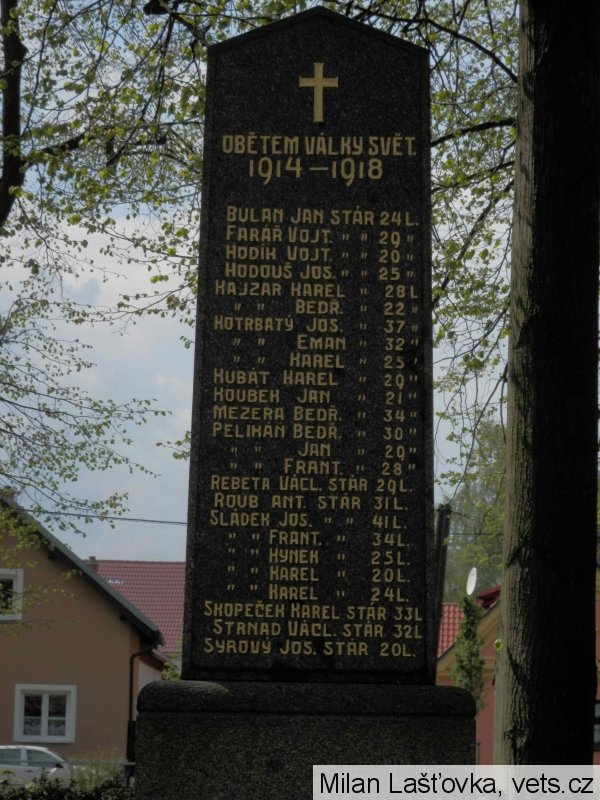 OBĚTEM VÁLKY SVĚT.
1914–1918
BULAN JAN STÁR 24 L.
FARÁŘ VOJT. " " 20 "
HODÍK VOJT. " " 20 "
HODOUŠ JOS. " " 25 "
KAJZAR KAREL " 28 L
" " BEDŘ. " 22 "
KOTRBATÝ JOS. " 37 "
" " EMAN " 32 "
" " KAREL " 25 "
KUBÁT KAREL " 20 "
KOUBEK JAN " 21 "
MEZERA BEDŘ. " 34 "
PELIKÁN BEDŘ. " 30 "
" " JAN " 20 "
" " FRANT. " 28 "
ŘEBETA VÁCL. STÁR 20 L.
ROUB ANT. STÁR 31 L.
SLÁDEK JOS. " " 41 L.
" " FRANT. " 34 L.
" " HYNEK " 25 L.
" " KAREL " 20 L.
" " KAREL " 24 L.
SKOPEČEK KAREL STÁR 33 L
STRNAD VÁCL. STÁR 32 L
SYROVÝ JOS. STÁR 20 L.
Milan Lašťovka, vets.cz